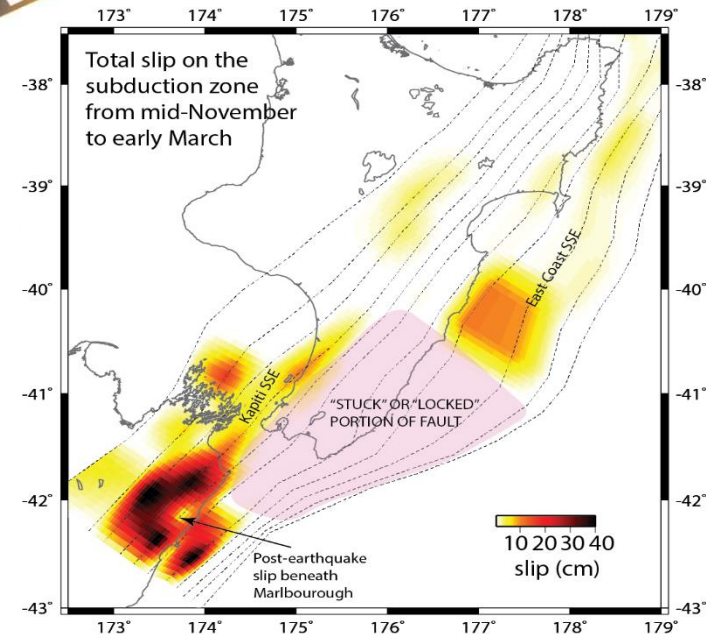 173° 174° 175° 176° 177° 178° 179°
Total slip on the
subduction zone
from mid-November
to early March
-38° -38°
-39° -39°
East Coast SSE
-40° -40°
Kapiti SSE
-41° -41°
"STUCK" OR "LOCKED"
PORTION OF FAULT
-42° -42°
10 20 30 40
slip (cm)
Post-earthquake
slip beneath
Marlbourough
-43° -43°
173° 174° 175° 176° 177° 178° 179°